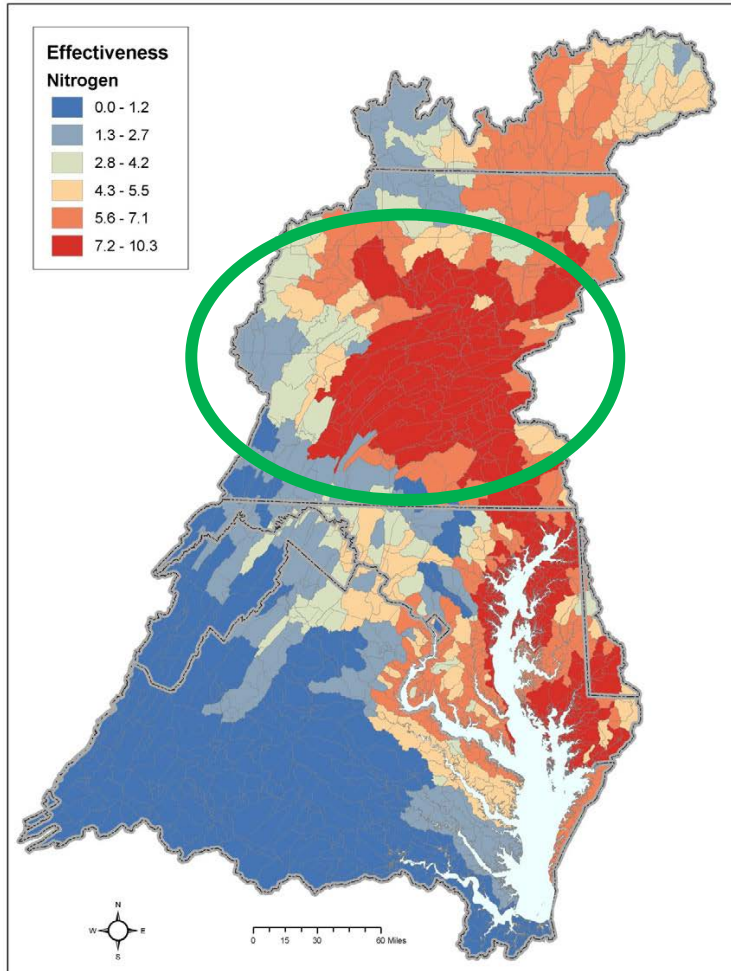 Effectiveness
Nitrogen
0.0 - 1.2
1.3 - 2.7
2.8 - 4.2
4.3 - 5.5
5.6 - 7.1
7.2 - 10.3
N
W E
S
0 15 30 60 Miles